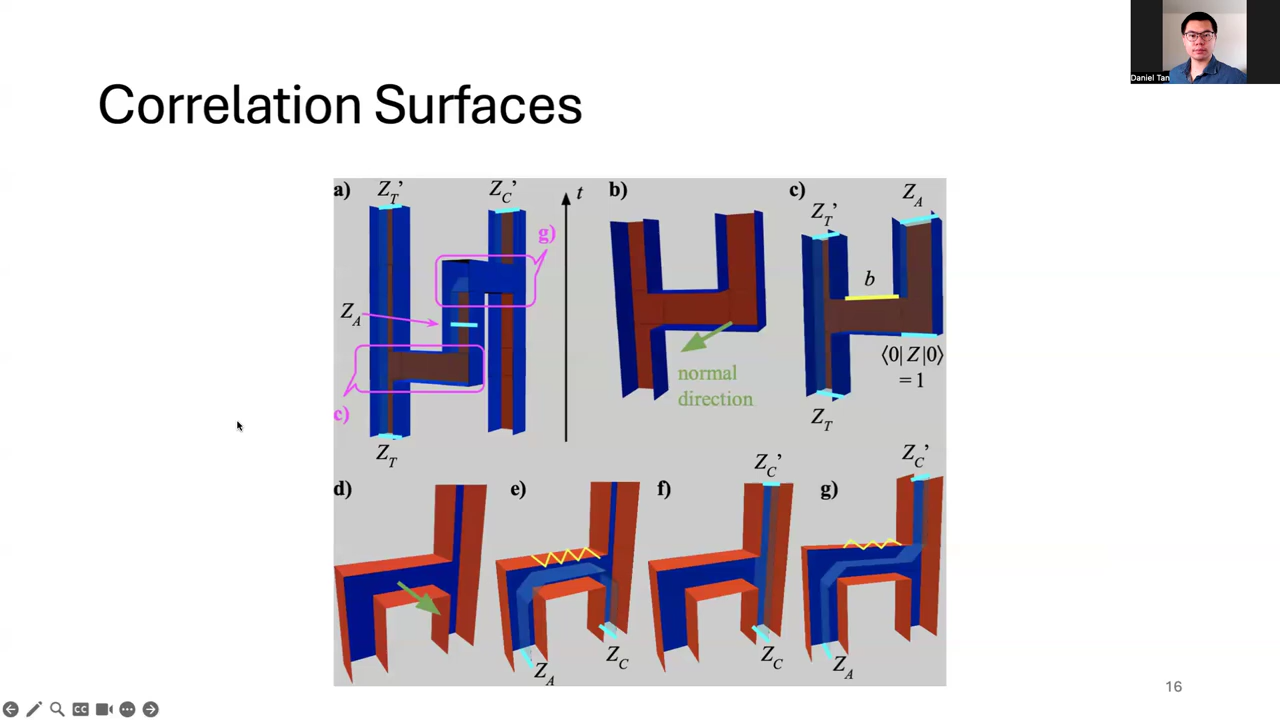 Daniel Tan
Correlation Surfaces
a)
Z_T'
Z_C'
t
g)
Z_A
c)
Z_T
b)
normal
direction
c)
Z_T'
Z_A
b
⟨0| Z |0⟩
= 1
Z_T
d)
e)
Z_A
Z_C
f)
Z_C'
Z_C
g)
Z_C'
Z_A
16
CC